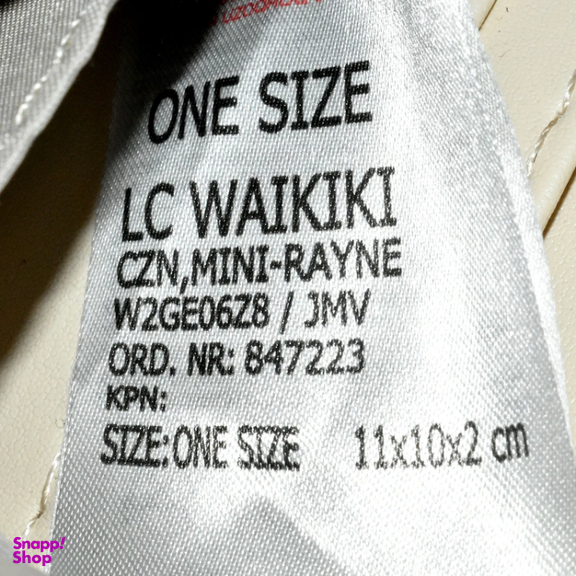 ONE SIZE
LC WAIKIKI
CZN,MINI-RAYNE
W2GE06Z8 / JMV
ORD. NR: 847223
KPN:
SIZE:ONE SIZE 11x10x2 cm
Snapp!
Shop